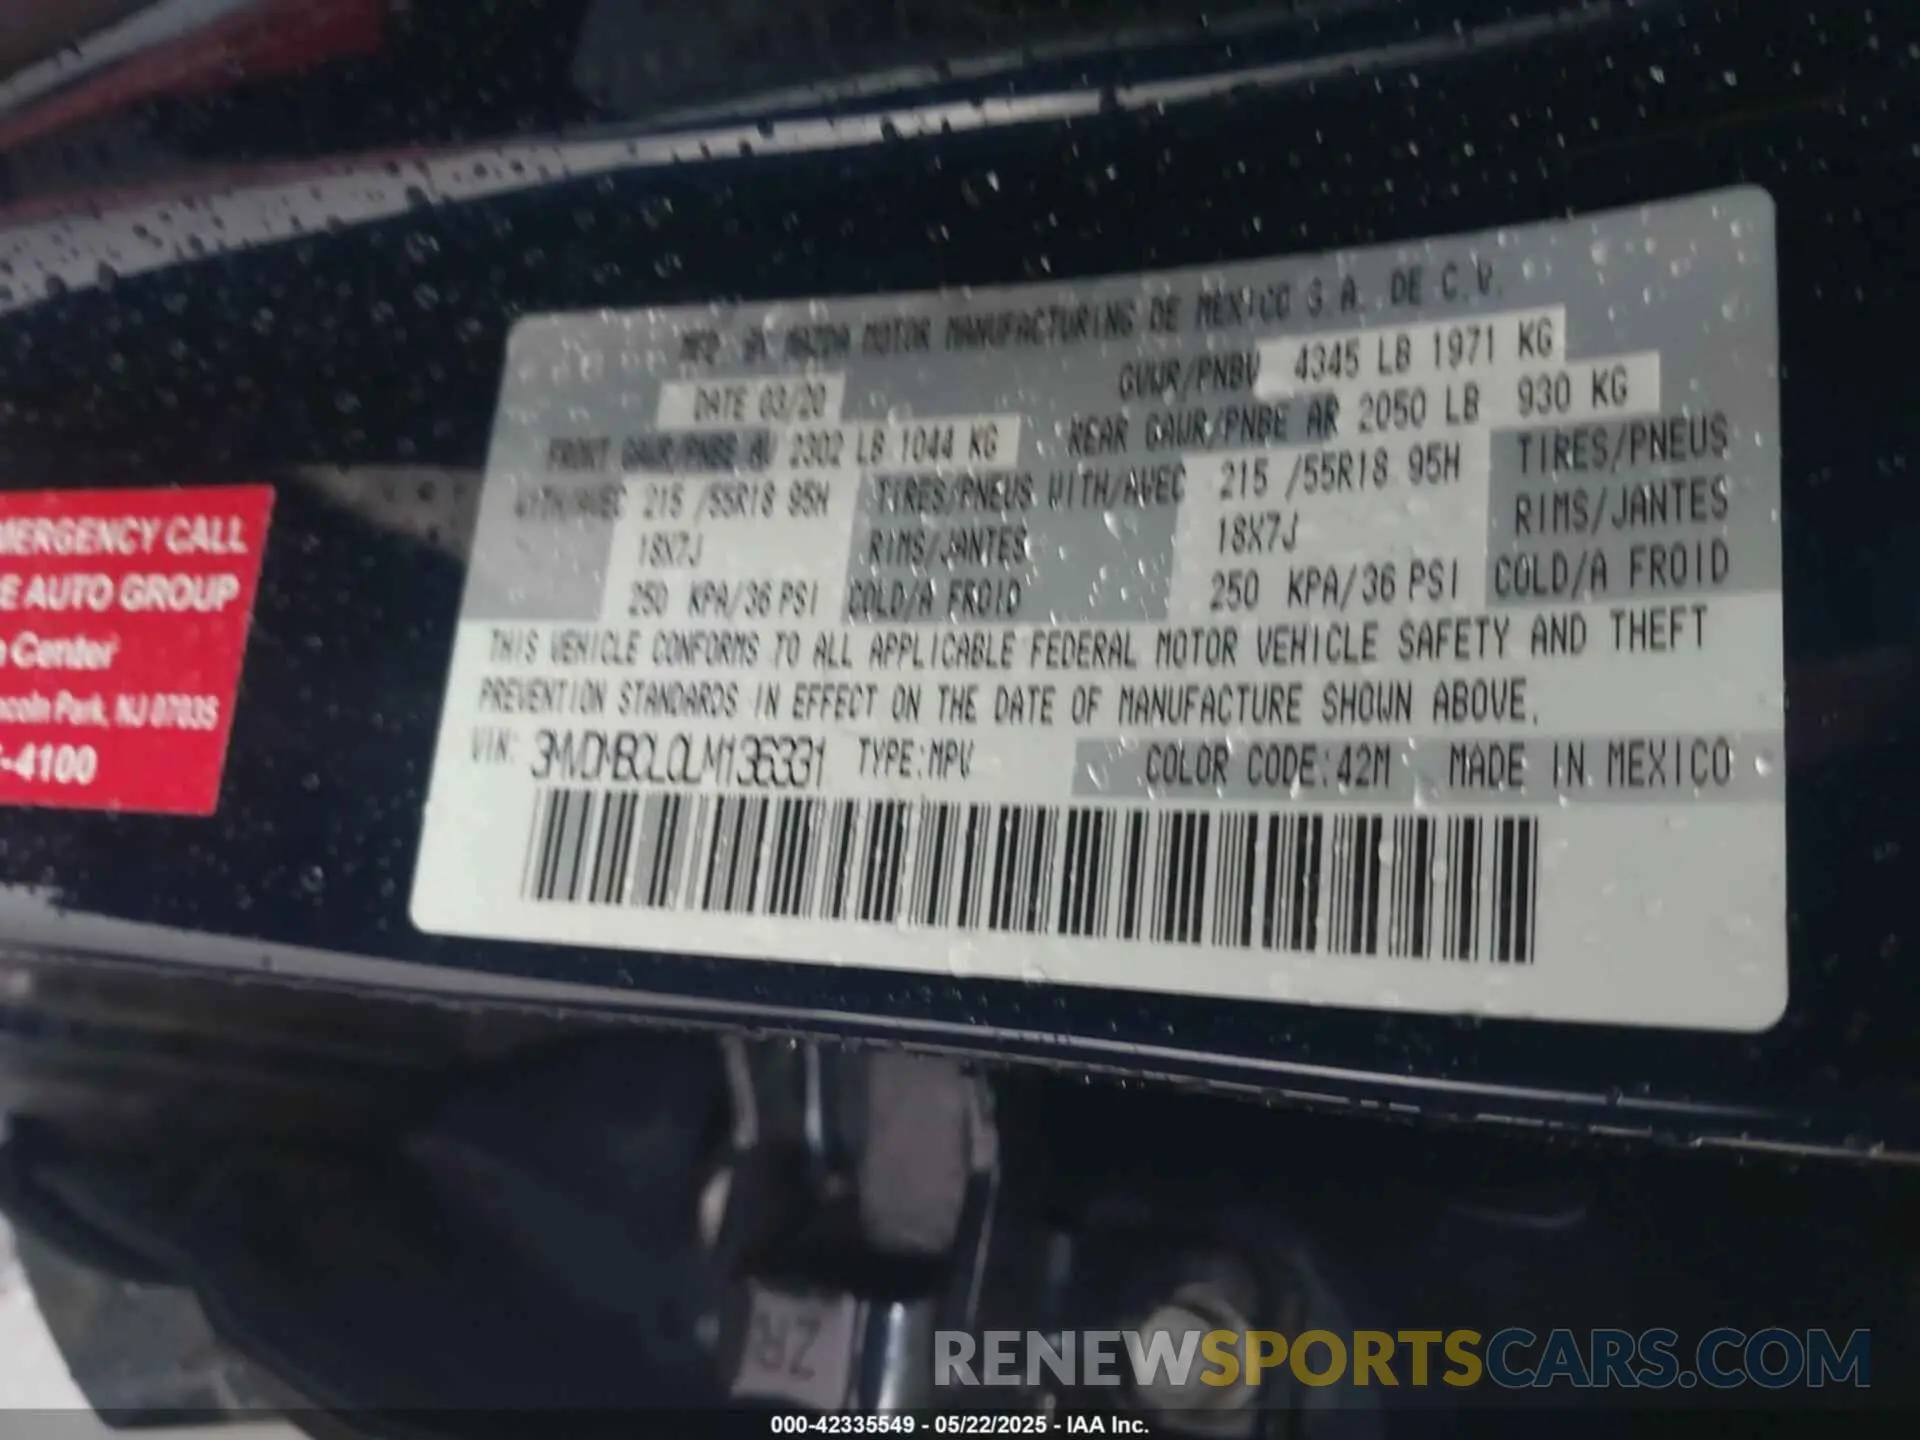 MFD BY MAZDA MOTOR MANUFACTURING DE MEXICO S.A. DE C.V.
DATE 03/20
GVWR/PNBV 4345 LB 1971 KG
FRONT GAWR/PNBE AV 2302 LB 1044 KG
REAR GAWR/PNBE AR 2050 LB 930 KG
WITH/AVEC 215 /55R18 95H TIRES/PNEUS WITH/AVEC 215 /55R18 95H TIRES/PNEUS
18X7J RIMS/JANTES 18X7J RIMS/JANTES
250 KPA/36 PSI COLD/A FROID 250 KPA/36 PSI COLD/A FROID
THIS VEHICLE CONFORMS TO ALL APPLICABLE FEDERAL MOTOR VEHICLE SAFETY AND THEFT
PREVENTION STANDARDS IN EFFECT ON THE DATE OF MANUFACTURE SHOWN ABOVE.
VIN: 3MVDMBCL0LM136331 TYPE:MPV COLOR CODE:42M MADE IN MEXICO
MERGENCY CALL
E AUTO GROUP
n Center
ncoln Park, NJ 07035
-4100
RENEWSPORTSCARS.COM
000-42335549 - 05/22/2025 - IAA Inc.